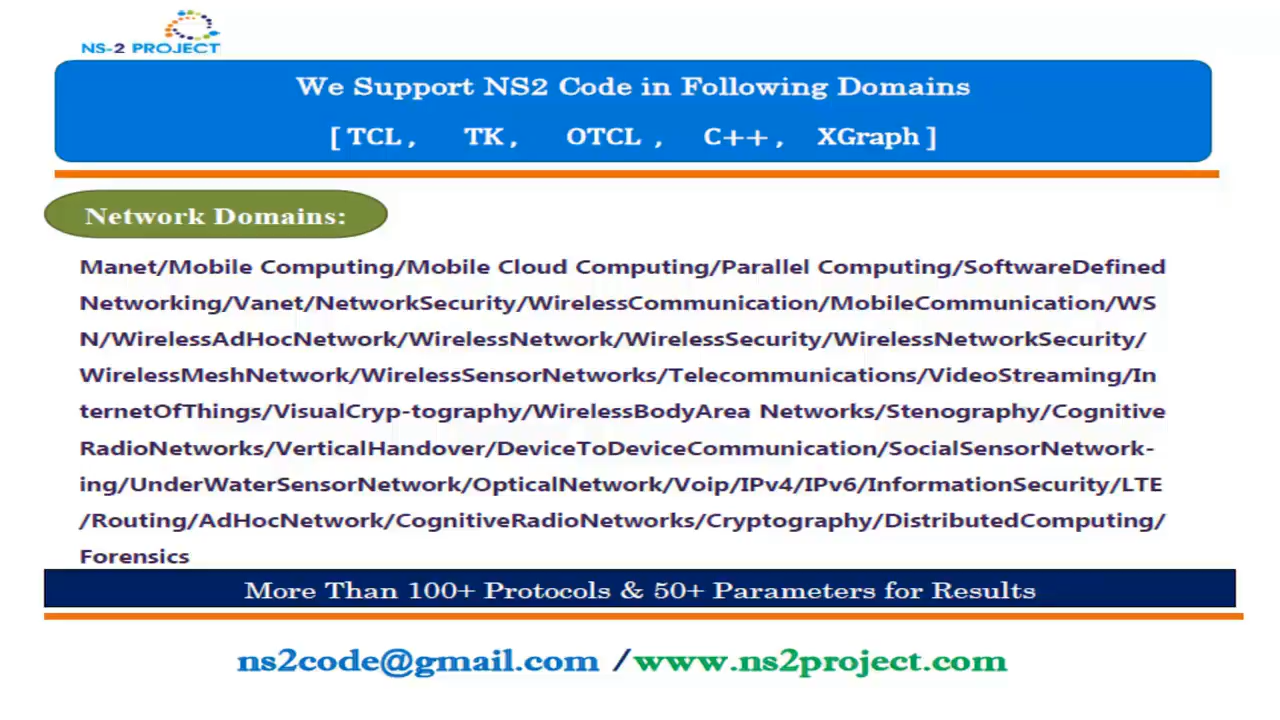 NS-2 PROJECT
We Support NS2 Code in Following Domains
[ TCL , TK , OTCL , C++ , XGraph ]
Network Domains:
Manet/Mobile Computing/Mobile Cloud Computing/Parallel Computing/SoftwareDefined
Networking/Vanet/NetworkSecurity/WirelessCommunication/MobileCommunication/WS
N/WirelessAdHocNetwork/WirelessNetwork/WirelessSecurity/WirelessNetworkSecurity/
WirelessMeshNetwork/WirelessSensorNetworks/Telecommunications/VideoStreaming/In
ternetOfThings/VisualCryp-tography/WirelessBodyArea Networks/Stenography/Cognitive
RadioNetworks/VerticalHandover/DeviceToDeviceCommunication/SocialSensorNetwork-
ing/UnderWaterSensorNetwork/OpticalNetwork/Voip/IPv4/IPv6/InformationSecurity/LTE
/Routing/AdHocNetwork/CognitiveRadioNetworks/Cryptography/DistributedComputing/
Forensics
More Than 100+ Protocols & 50+ Parameters for Results
ns2code@gmail.com /www.ns2project.com